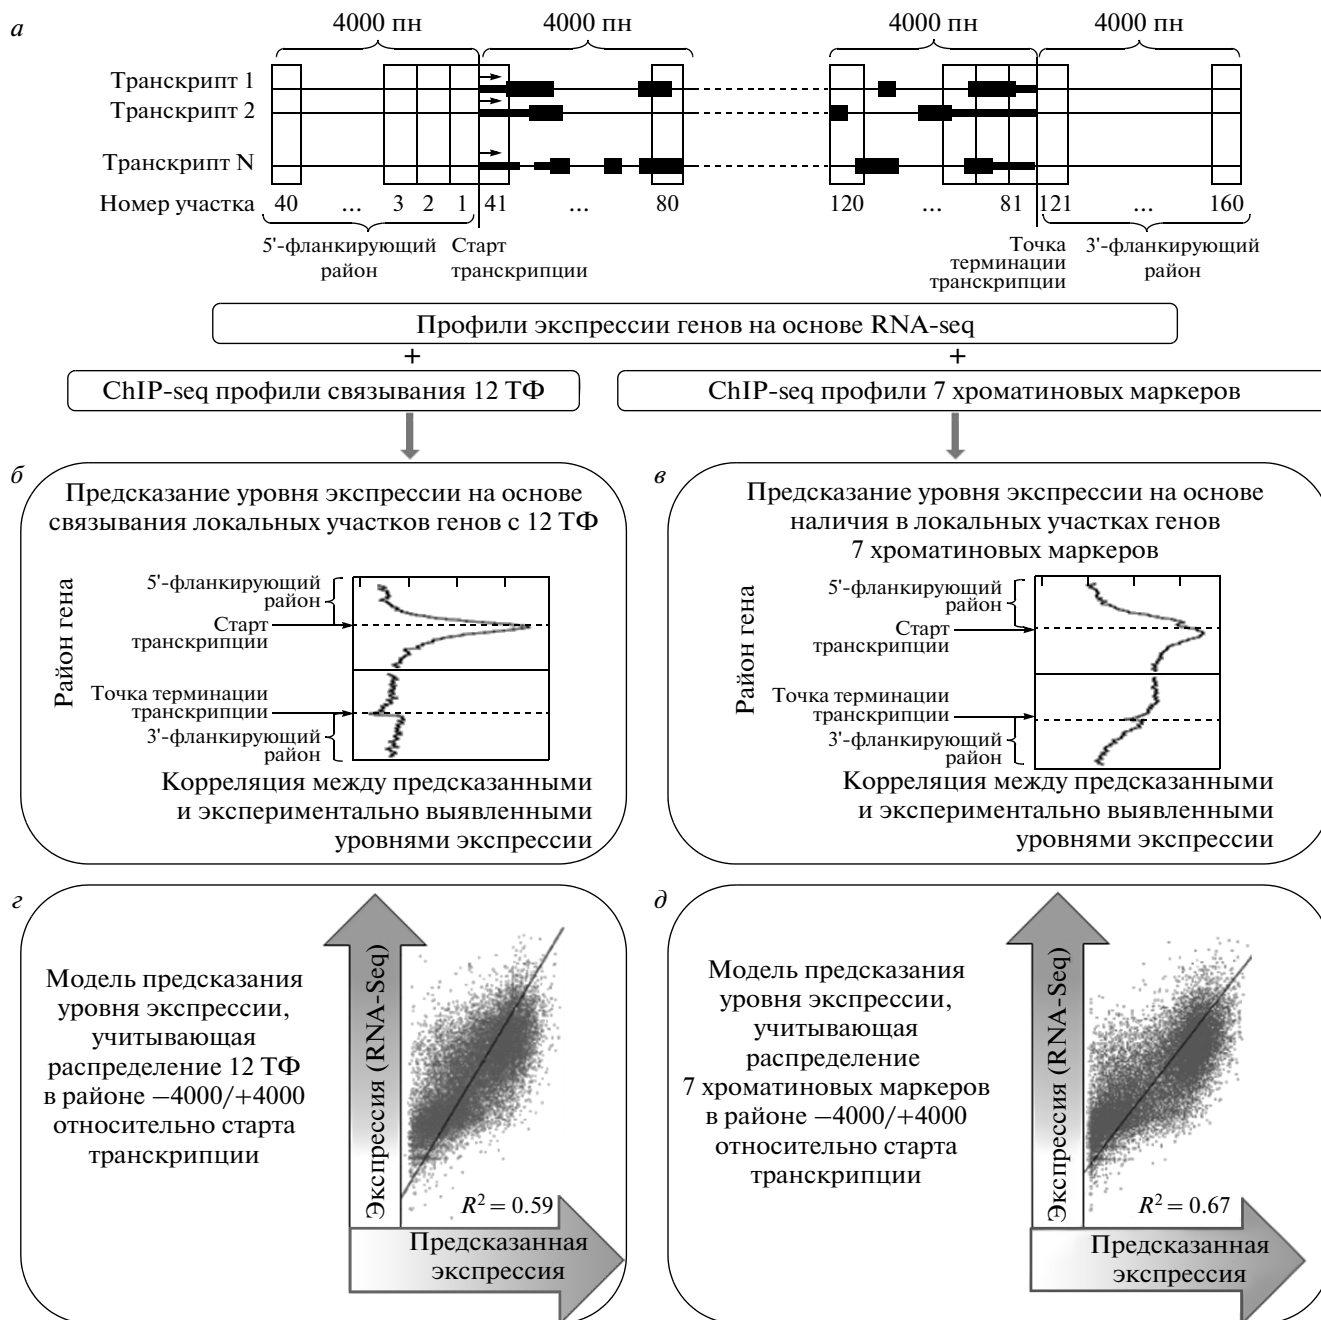 а
4000 пн 4000 пн 4000 пн 4000 пн
Транскрипт 1
Транскрипт 2
Транскрипт N
Номер участка 40 ... 3 2 1 41 ... 80 120 ... 81 121 ... 160
5'-фланкирующий
район
Старт
транскрипции
Точка
терминации
транскрипции
3'-фланкирующий
район
Профили экспрессии генов на основе RNA-seq
+ +
ChIP-seq профили связывания 12 ТФ
ChIP-seq профили 7 хроматиновых маркеров
б
Предсказание уровня экспрессии на основе
связывания локальных участков генов с 12 ТФ
Район гена
5'-фланкирующий
район
Старт
транскрипции
Точка терминации
транскрипции
3'-фланкирующий
район
Корреляция между предсказанными
и экспериментально выявленными
уровнями экспрессии
в
Предсказание уровня экспрессии на основе
наличия в локальных участках генов
7 хроматиновых маркеров
Район гена
5'-фланкирующий
район
Старт
транскрипции
Точка терминации
транскрипции
3'-фланкирующий
район
Корреляция между предсказанными
и экспериментально выявленными
уровнями экспрессии
г
Модель предсказания
уровня экспрессии,
учитывающая
распределение 12 ТФ
в районе −4000/+4000
относительно старта
транскрипции
Экспрессия (RNA-Seq)
R² = 0.59
Предсказанная
экспрессия
д
Модель предсказания
уровня экспрессии,
учитывающая
распределение
7 хроматиновых маркеров
в районе −4000/+4000
относительно старта
транскрипции
Экспрессия (RNA-Seq)
R² = 0.67
Предсказанная
экспрессия